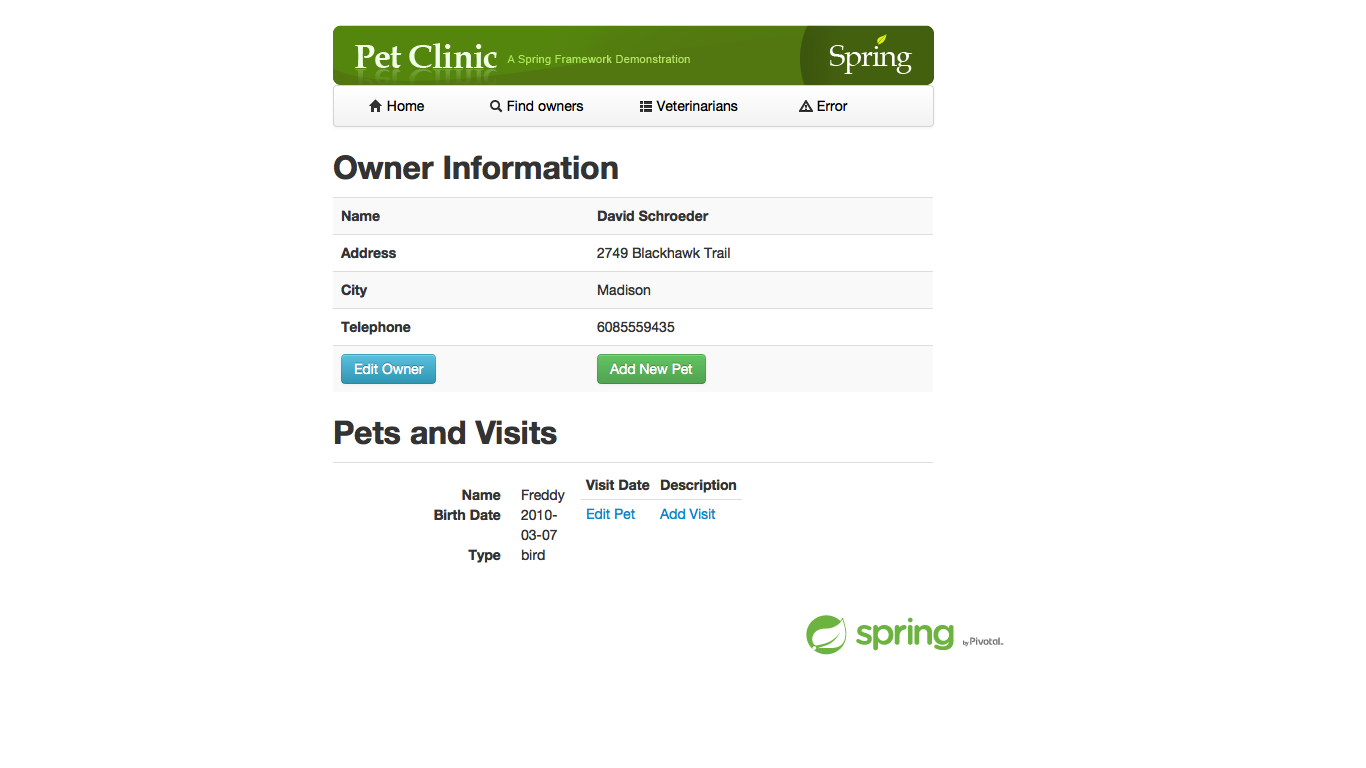 Pet Clinic A Spring Framework Demonstration Spring
Home Find owners Veterinarians Error
Owner Information
Name David Schroeder
Address 2749 Blackhawk Trail
City Madison
Telephone 6085559435
Edit Owner Add New Pet
Pets and Visits
Visit Date Description
Name Freddy
Edit Pet Add Visit
Birth Date 2010-
03-07
Type bird
spring by Pivotal.